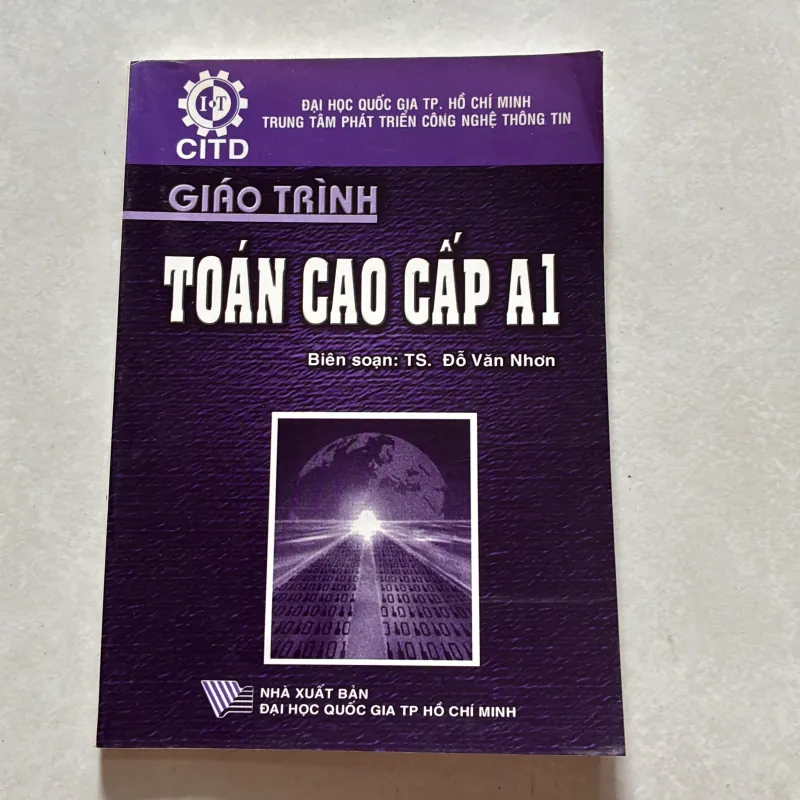 I T
CITD
ĐẠI HỌC QUỐC GIA TP. HỒ CHÍ MINH
TRUNG TÂM PHÁT TRIỂN CÔNG NGHỆ THÔNG TIN
GIÁO TRÌNH
TOÁN CAO CẤP A1
Biên soạn: TS. Đỗ Văn Nhơn
NHÀ XUẤT BẢN
ĐẠI HỌC QUỐC GIA TP HỒ CHÍ MINH